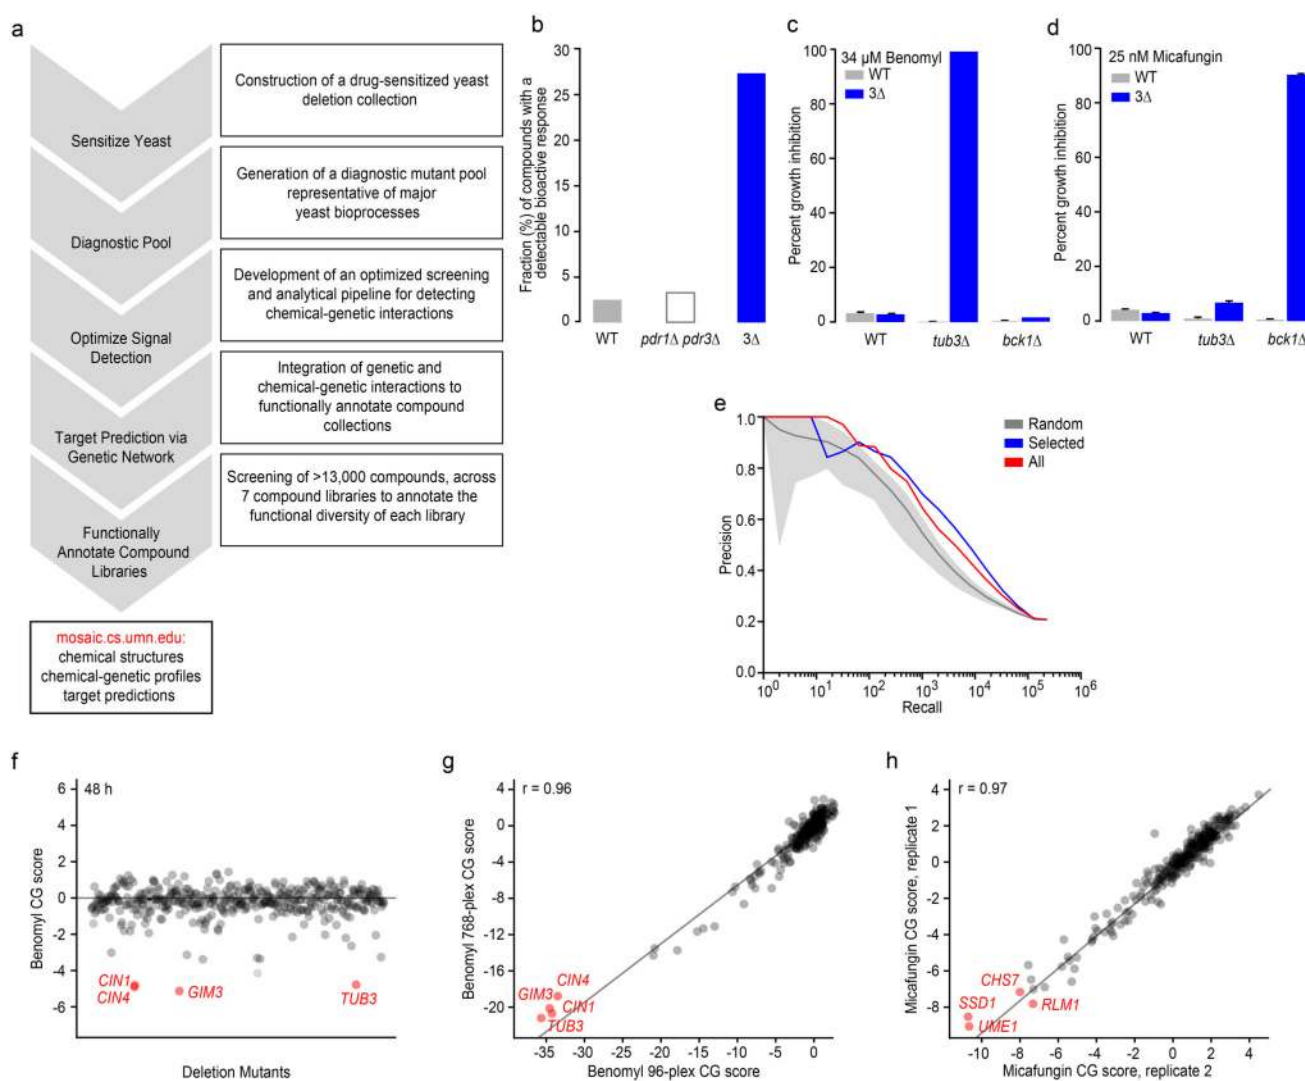 a
Sensitize Yeast
Diagnostic Pool
Optimize Signal
Detection
Target Prediction via
Genetic Network
Functionally
Annotate Compound
Libraries
Construction of a drug-sensitized yeast
deletion collection
Generation of a diagnostic mutant pool
representative of major
yeast bioprocesses
Development of an optimized screening
and analytical pipeline for detecting
chemical-genetic interactions
Integration of genetic and
chemical-genetic interactions to
functionally annotate compound
collections
Screening of >13,000 compounds, across
7 compound libraries to annotate the
functional diversity of each library
mosaic.cs.umn.edu:
chemical structures
chemical-genetic profiles
target predictions
b
Fraction (%) of compounds with a
detectable bioactive response
30
25
20
15
10
5
0
WT
pdr1Δ pdr3Δ
3Δ
c
34 µM Benomyl
WT
3Δ
Percent growth inhibition
100
80
60
40
20
0
WT
tub3Δ
bck1Δ
d
25 nM Micafungin
WT
3Δ
Percent growth inhibition
100
80
60
40
20
0
WT
tub3Δ
bck1Δ
e
Random
Selected
All
Precision
1.0
0.8
0.6
0.4
0.2
0.0
10⁰ 10¹ 10² 10³ 10⁴ 10⁵ 10⁶
Recall
f
48 h
Benomyl CG score
6
4
2
0
-2
-4
-6
CIN1
CIN4
GIM3
TUB3
Deletion Mutants
g
r = 0.96
Benomyl 768-plex CG score
4
0
-4
-8
-12
-16
-20
CIN4
GIM3
CIN1
TUB3
-35 -30 -25 -20 -15 -10 -5 0
Benomyl 96-plex CG score
h
r = 0.97
Micafungin CG score, replicate 1
4
2
0
-2
-4
-6
-8
CHS7
SSD1
RLM1
UME1
-10 -8 -6 -4 -2 0 2 4
Micafungin CG score, replicate 2